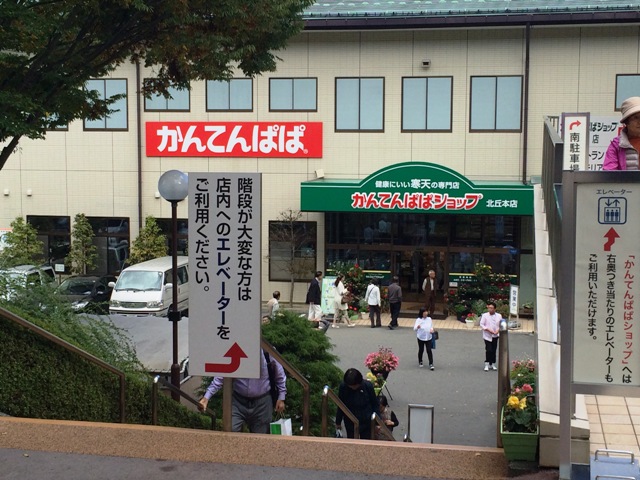 かんてんぱぱ
健康にいい寒天の専門店
かんてんぱぱショップ 北丘本店
階段が大変な方は
店内へのエレベーターを
ご利用ください。
南駐車場
エレベーター
「かんてんぱぱショップ」へは
右奥つき当たりのエレベーターも
ご利用いただけます。
営業中